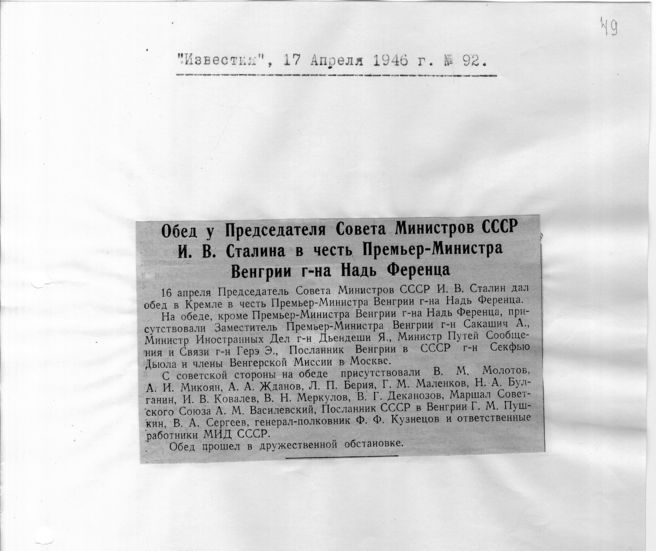 49
"Известия", 17 Апреля 1946 г. № 92.
Обед у Председателя Совета Министров СССР
И. В. Сталина в честь Премьер-Министра
Венгрии г-на Надь Ференца
16 апреля Председатель Совета Министров СССР И. В. Сталин дал
обед в Кремле в честь Премьер-Министра Венгрии г-на Надь Ференца.
На обеде, кроме Премьер-Министра Венгрии г-на Надь Ференца, при-
сутствовали Заместитель Премьер-Министра Венгрии г-н Сакашич А.,
Министр Иностранных Дел г-н Дьендеши Я., Министр Путей Сообще-
ния и Связи г-н Герэ Э., Посланник Венгрии в СССР г-н Секфью
Дьюла и члены Венгерской Миссии в Москве.
С советской стороны на обеде присутствовали В. М. Молотов,
А. И. Микоян, А. А. Жданов, Л. П. Берия, Г. М. Маленков, Н. А. Бул-
ганин, И. В. Ковалев, В. Н. Меркулов, В. Г. Деканозов, Маршал Совет-
ского Союза А. М. Василевский, Посланник СССР в Венгрии Г. М. Пуш-
кин, В. А. Сергеев, генерал-полковник Ф. Ф. Кузнецов и ответственные
работники МИД СССР.
Обед прошел в дружественной обстановке.